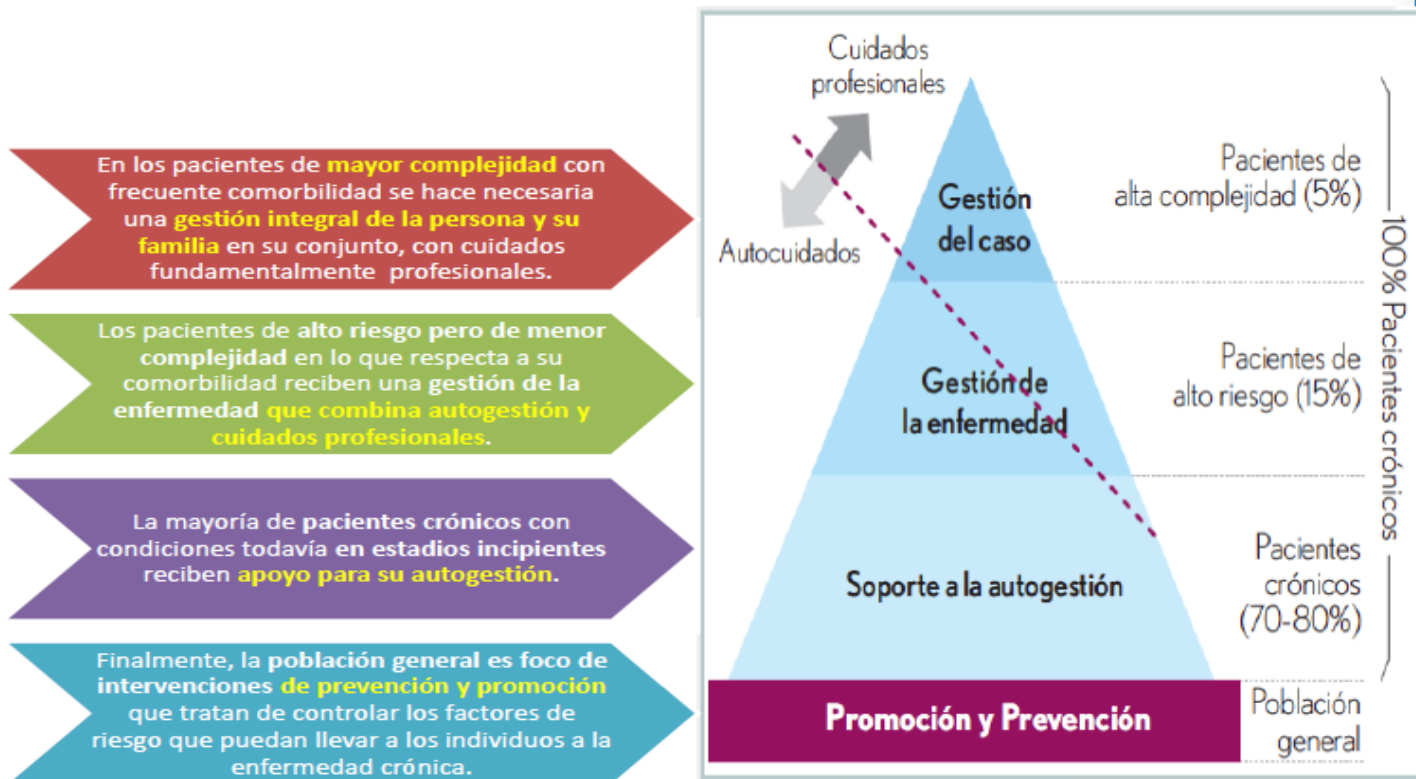 En los pacientes de mayor complejidad con
frecuente comorbilidad se hace necesaria
una gestión integral de la persona y su
familia en su conjunto, con cuidados
fundamentalmente profesionales.
Los pacientes de alto riesgo pero de menor
complejidad en lo que respecta a su
comorbilidad reciben una gestión de la
enfermedad que combina autogestión y
cuidados profesionales.
La mayoría de pacientes crónicos con
condiciones todavía en estadios incipientes
reciben apoyo para su autogestión.
Finalmente, la población general es foco de
intervenciones de prevención y promoción
que tratan de controlar los factores de
riesgo que puedan llevar a los individuos a la
enfermedad crónica.
Cuidados
profesionales
Autocuidados
Gestión
del caso
Gestión de
la enfermedad
Soporte a la autogestión
Promoción y Prevención
Pacientes de
alta complejidad (5%)
Pacientes de
alto riesgo (15%)
Pacientes
crónicos
(70-80%)
Población
general
100% Pacientes crónicos